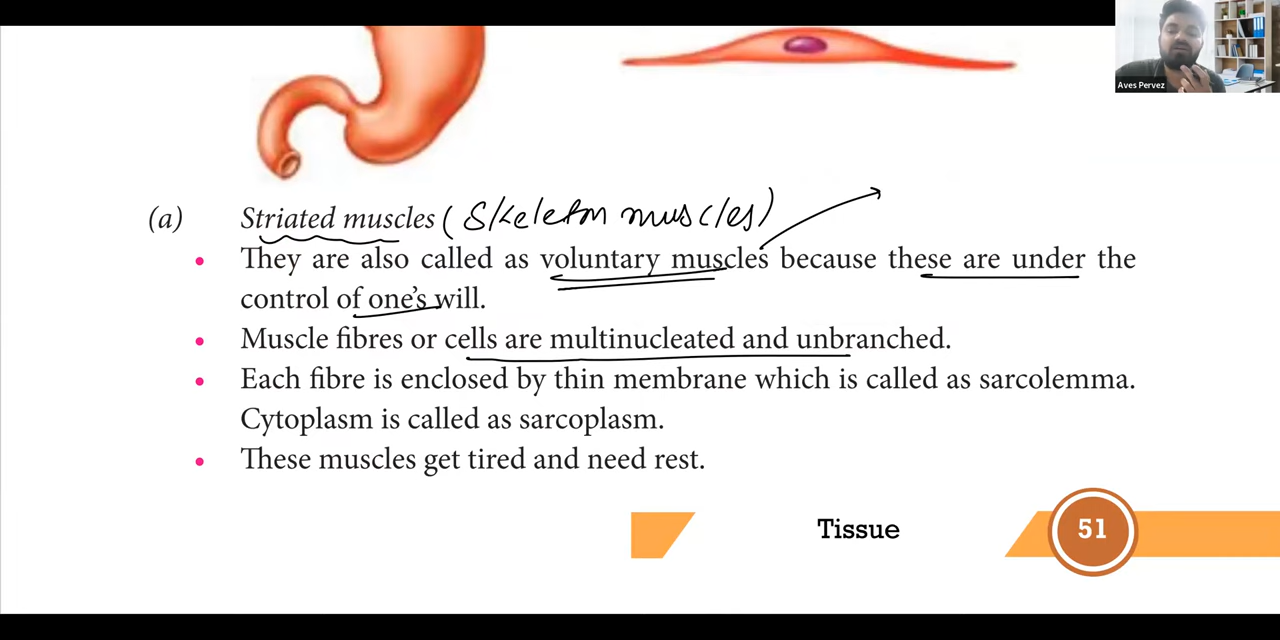 Aves Pervez
(a) Striated muscles (Skeleton muscles)
• They are also called as voluntary muscles because these are under the
control of one's will.
• Muscle fibres or cells are multinucleated and unbranched.
• Each fibre is enclosed by thin membrane which is called as sarcolemma.
Cytoplasm is called as sarcoplasm.
• These muscles get tired and need rest.
Tissue 51